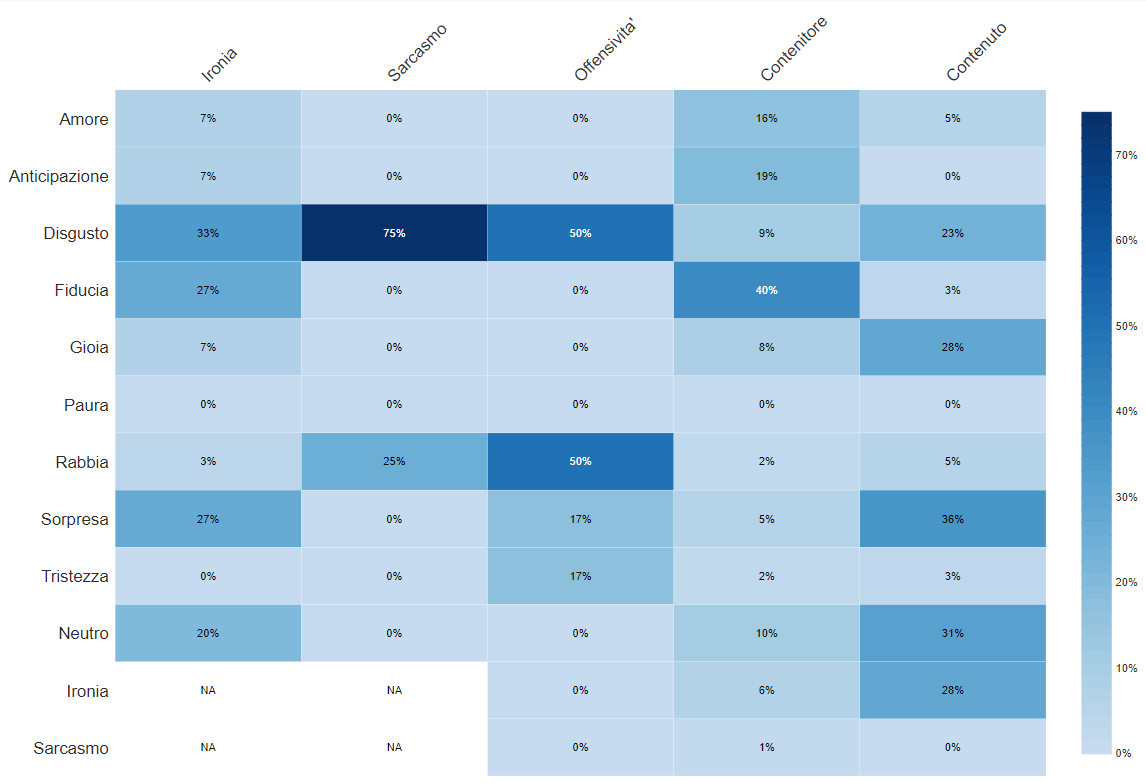 Ironia Sarcasmo Offensivita' Contenitore Contenuto
Amore 7% 0% 0% 16% 5%
70%
Anticipazione 7% 0% 0% 19% 0%
Disgusto 33% 75% 50% 9% 23%
60%
Fiducia 27% 0% 0% 40% 3%
50%
Gioia 7% 0% 0% 8% 28%
Paura 0% 0% 0% 0% 0%
40%
Rabbia 3% 25% 50% 2% 5%
30%
Sorpresa 27% 0% 17% 5% 36%
Tristezza 0% 0% 17% 2% 3%
20%
Neutro 20% 0% 0% 10% 31%
10%
Ironia NA NA 0% 6% 28%
Sarcasmo NA NA 0% 1% 0%
0%